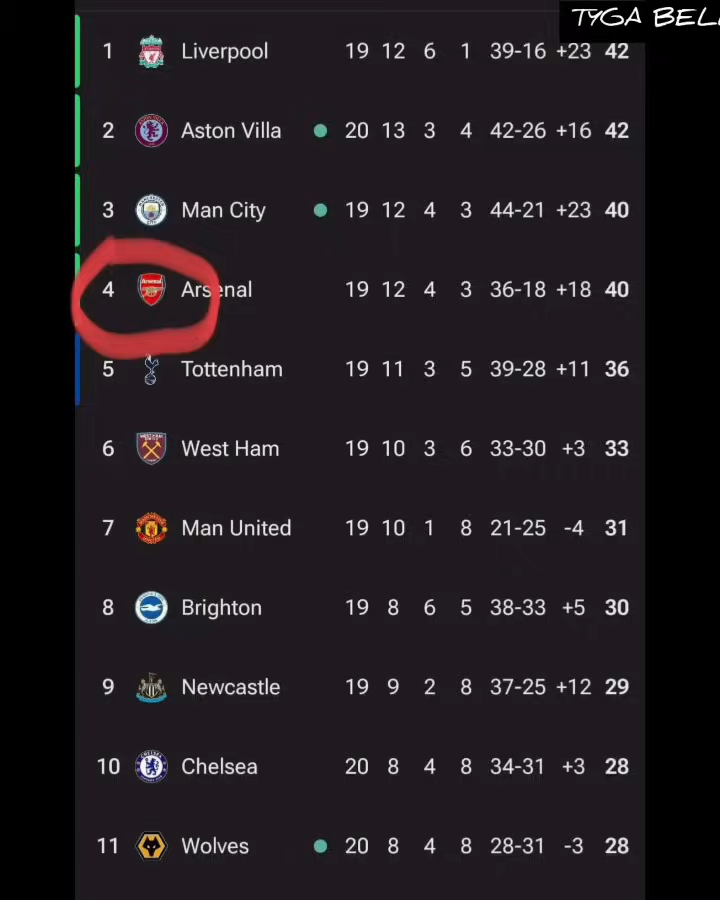 TYGA BEL
1 Liverpool 19 12 6 1 39-16 +23 42
2 Aston Villa 20 13 3 4 42-26 +16 42
3 Man City 19 12 4 3 44-21 +23 40
4 Arsenal 19 12 4 3 36-18 +18 40
5 Tottenham 19 11 3 5 39-28 +11 36
6 West Ham 19 10 3 6 33-30 +3 33
7 Man United 19 10 1 8 21-25 -4 31
8 Brighton 19 8 6 5 38-33 +5 30
9 Newcastle 19 9 2 8 37-25 +12 29
10 Chelsea 20 8 4 8 34-31 +3 28
11 Wolves 20 8 4 8 28-31 -3 28